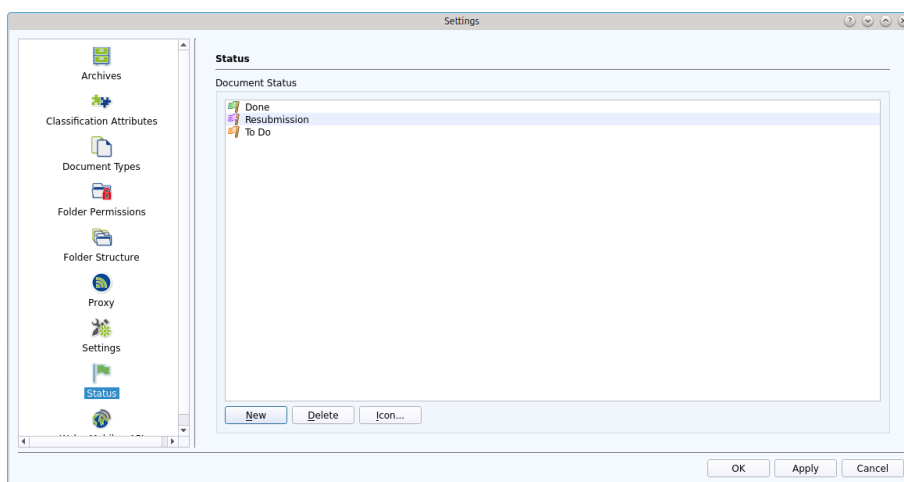 Settings
Archives
Classification Attributes
Document Types
Folder Permissions
Folder Structure
Proxy
Settings
Status
Status
Document Status
Done
Resubmission
To Do
New
Delete
Icon...
OK
Apply
Cancel